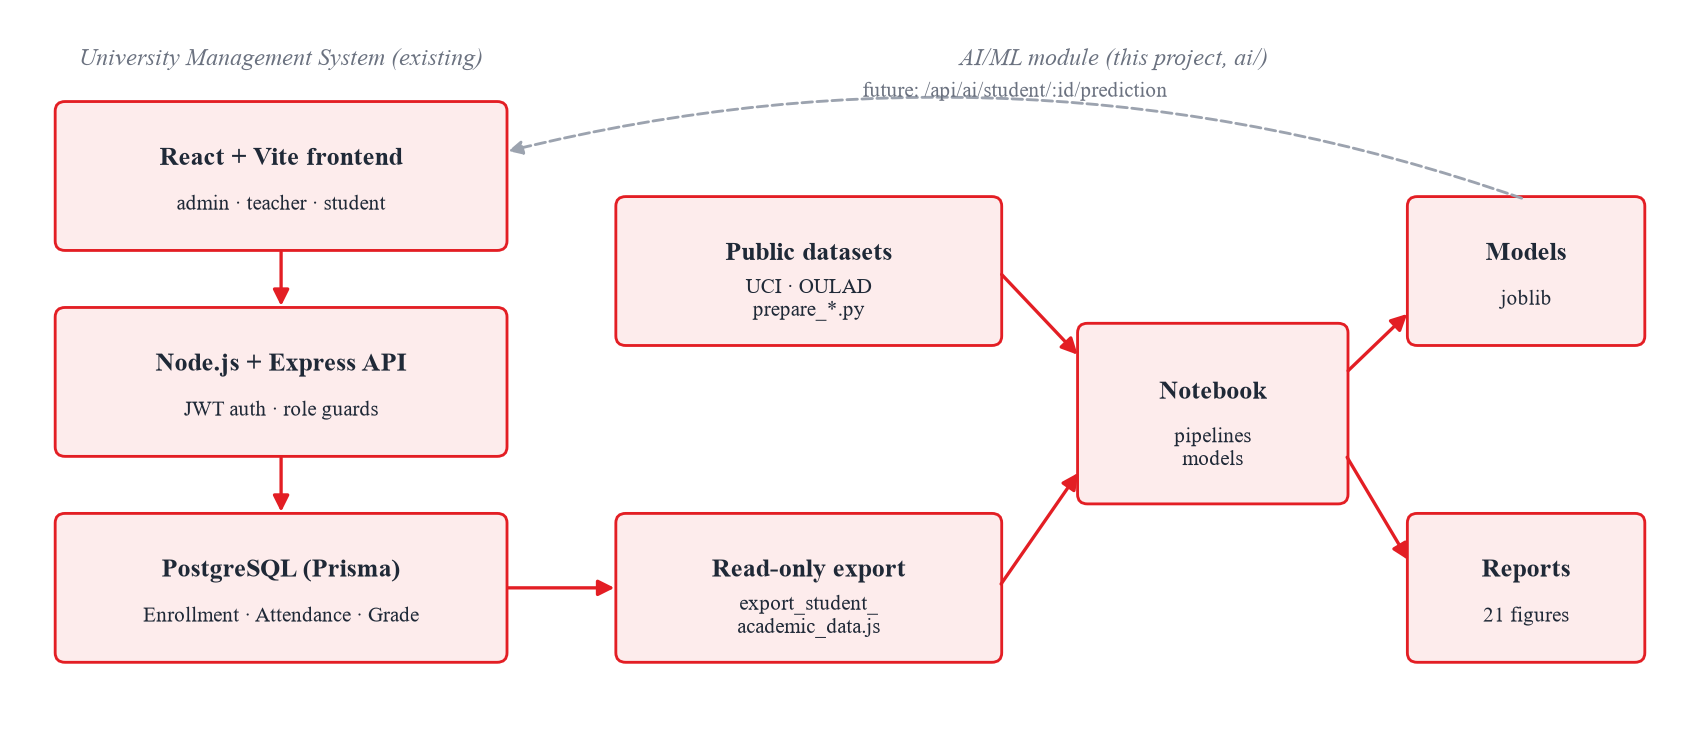 University Management System (existing)
AI/ML module (this project, ai/)
future: /api/ai/student/:id/prediction
React + Vite frontend
admin · teacher · student
Node.js + Express API
JWT auth · role guards
PostgreSQL (Prisma)
Enrollment · Attendance · Grade
Public datasets
UCI · OULAD
prepare_*.py
Read-only export
export_student_
academic_data.js
Notebook
pipelines
models
Models
joblib
Reports
21 figures